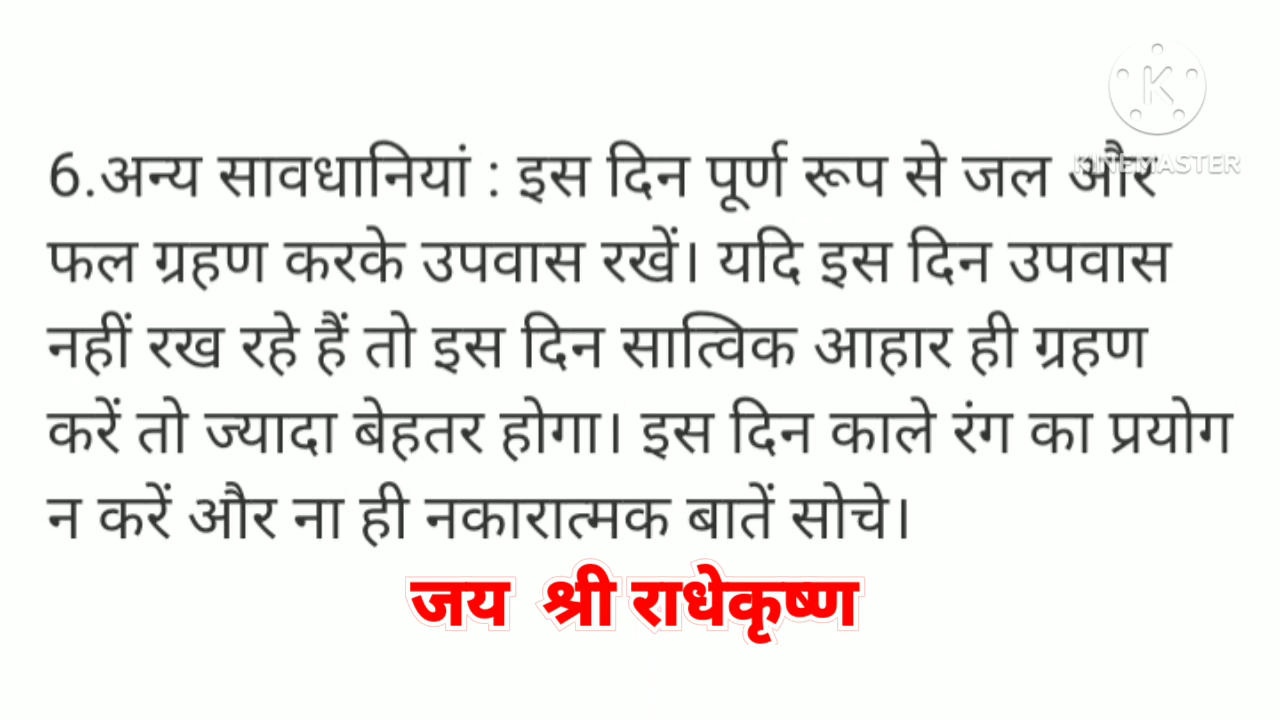 K
KINEMASTER
6.अन्य सावधानियां : इस दिन पूर्ण रूप से जल और
फल ग्रहण करके उपवास रखें। यदि इस दिन उपवास
नहीं रख रहे हैं तो इस दिन सात्विक आहार ही ग्रहण
करें तो ज्यादा बेहतर होगा। इस दिन काले रंग का प्रयोग
न करें और ना ही नकारात्मक बातें सोचे।
जय श्री राधेकृष्ण